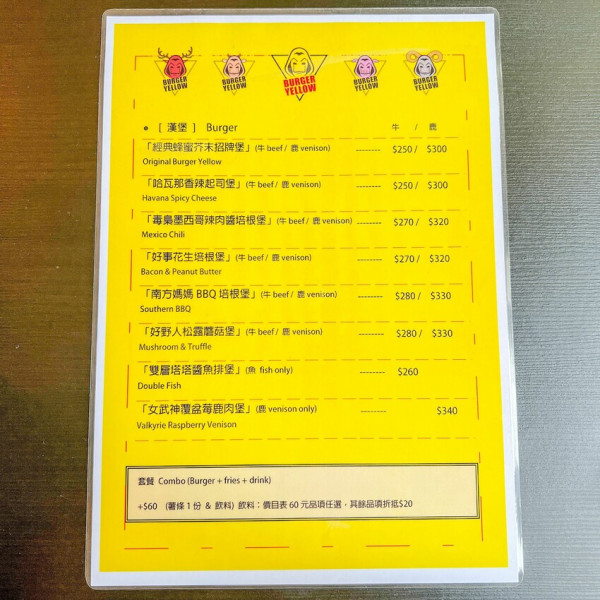 BURGER YELLOW
BURGER YELLOW
BURGER YELLOW
BURGER YELLOW
BURGER YELLOW
● [ 漢堡 ] Burger 牛 / 鹿
「經典蜂蜜芥末招牌堡」(牛 beef / 鹿 venison) -------- $250 / $300
Original Burger Yellow
「哈瓦那香辣起司堡」(牛 beef / 鹿 venison) -------- $250 / $300
Havana Spicy Cheese
「毒梟墨西哥辣肉醬培根堡」(牛 beef / 鹿 venison) -------- $270 / $320
Mexico Chili
「好事花生培根堡」(牛 beef / 鹿 venison) -------- $270 / $320
Bacon & Peanut Butter
「南方媽媽 BBQ 培根堡」(牛 beef / 鹿 venison) -------- $280 / $330
Southern BBQ
「好野人松露蘑菇堡」(牛 beef / 鹿 venison) -------- $280 / $330
Mushroom & Truffle
「雙層塔塔醬魚排堡」(魚 fish only) -------- $260
Double Fish
「女武神覆盆莓鹿肉堡」(鹿 venison only) -------- $340
Valkyrie Raspberry Venison
套餐 Combo (Burger + fries + drink)
+$60 (薯條 1 份 & 飲料) 飲料：價目表 60 元品項任選，其餘品項折抵$20